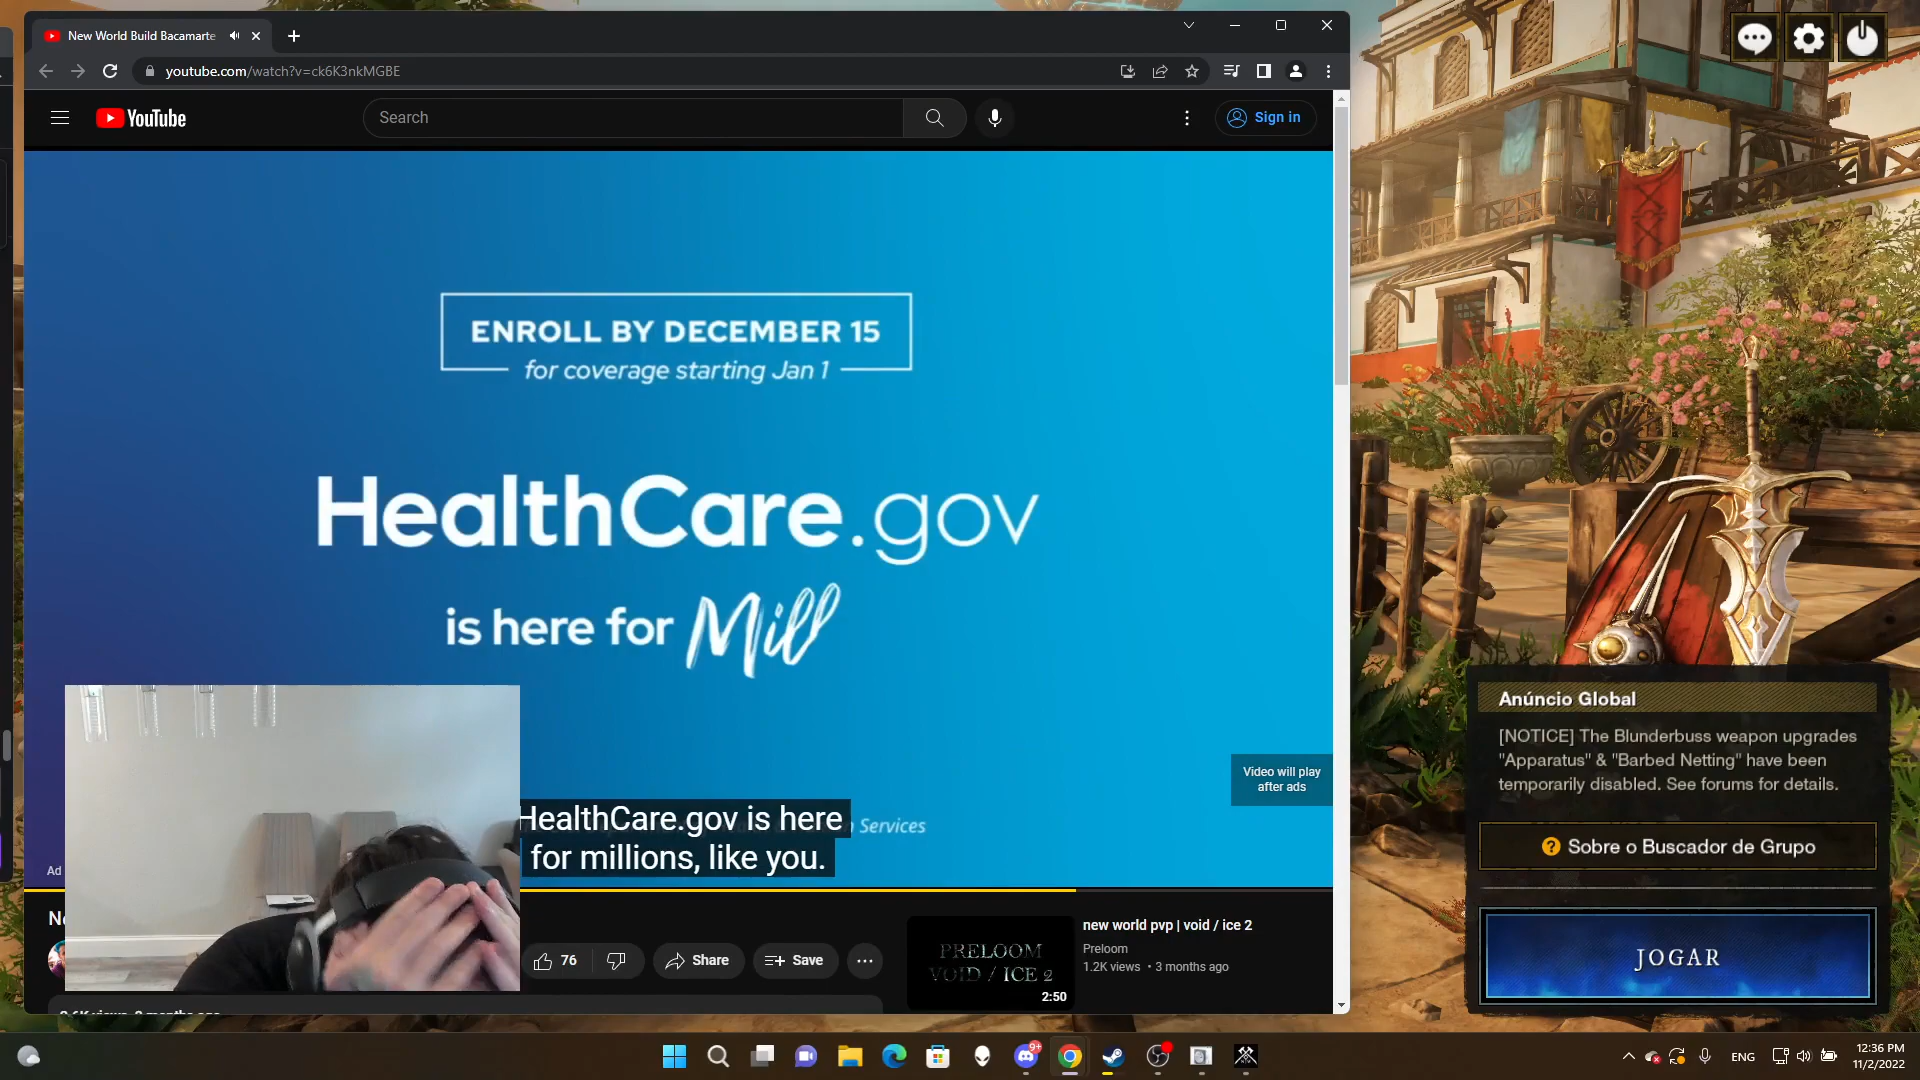 New World Build Bacamarte
youtube.com/watch?v=ck6K3nkMGBE
YouTube
Search
Sign in
ENROLL BY DECEMBER 15
for coverage starting Jan 1
HealthCare.gov
is here for Mill
Video will play
after ads
Services
HealthCare.gov is here
for millions, like you.
Ad
76
Share
Save
PRELOOM
VOID / ICE 2
2:50
new world pvp | void / ice 2
Preloom
1.2K views • 3 months ago
Anúncio Global
[NOTICE] The Blunderbuss weapon upgrades
"Apparatus" & "Barbed Netting" have been
temporarily disabled. See forums for details.
? Sobre o Buscador de Grupo
JOGAR
9+
ENG
12:36 PM
11/2/2022